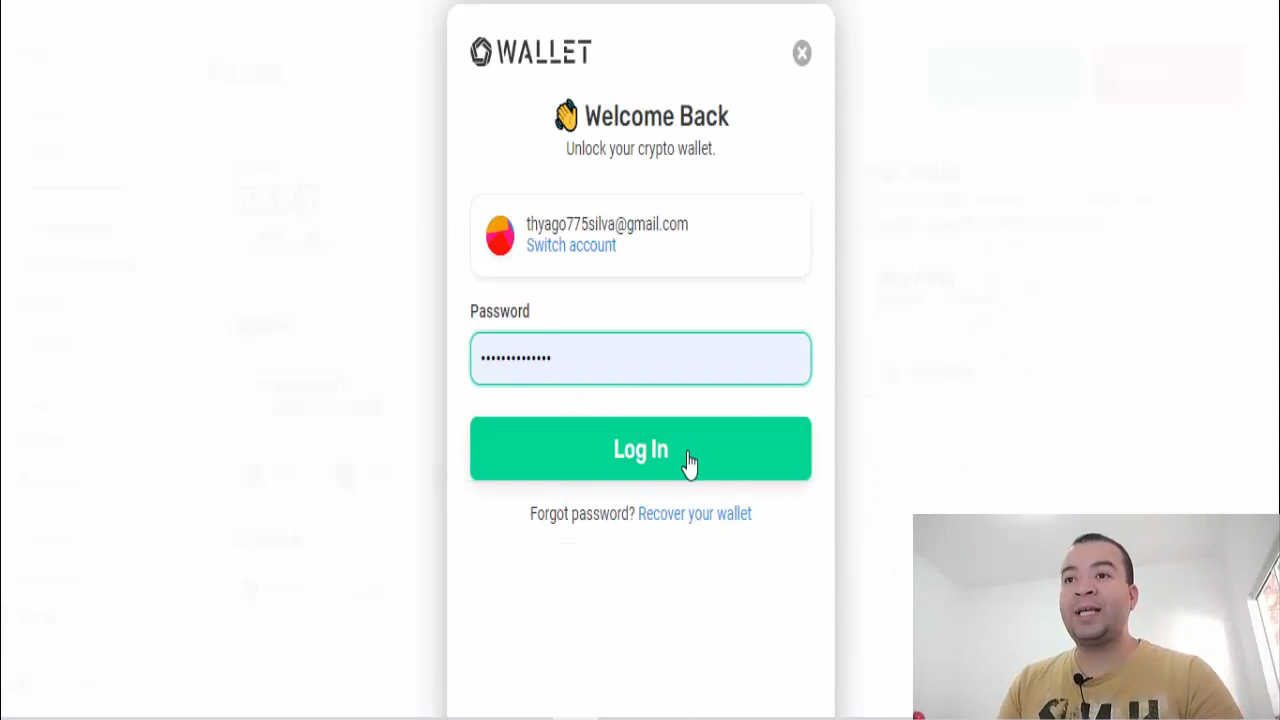 WALLET
Welcome Back
Unlock your crypto wallet.
thyago775silva@gmail.com
Switch account
Password
••••••••••••••
Log In
Forgot password? Recover your wallet